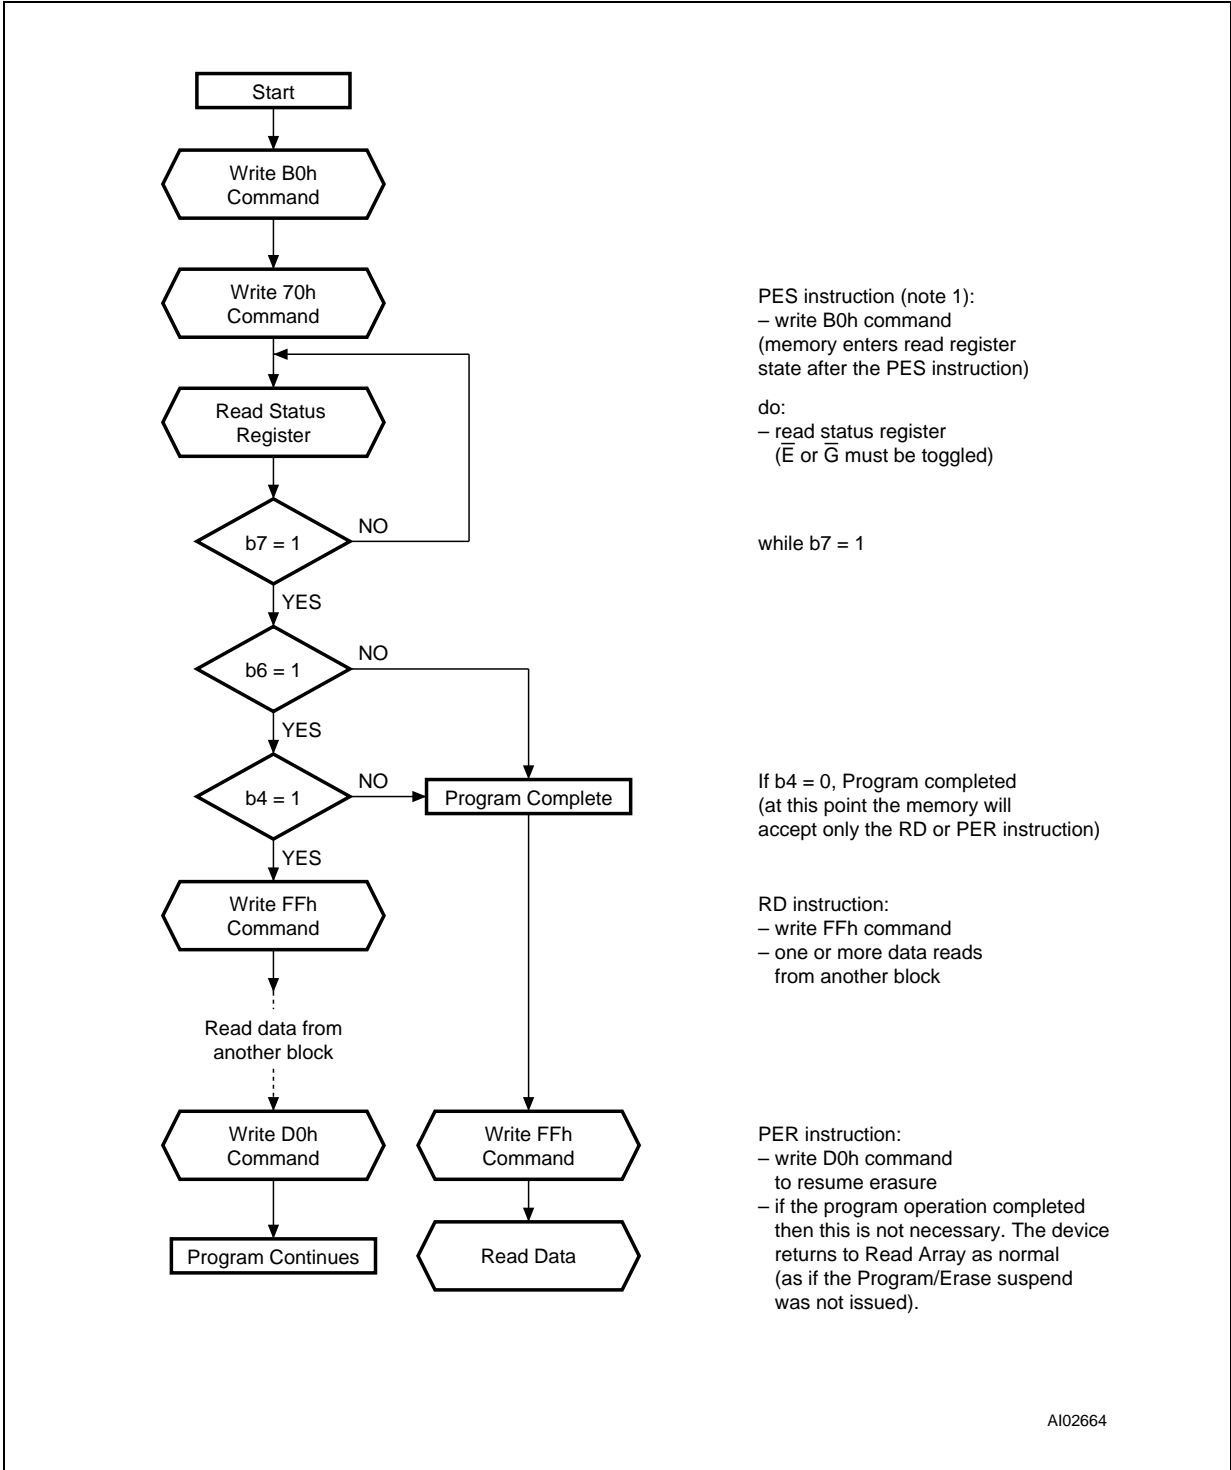 Start
Write B0h
Command
Write 70h
Command
PES instruction (note 1):
– write B0h command
(memory enters read register
state after the PES instruction)
Read Status
Register
do:
– read status register
(E̅ or G̅ must be toggled)
b7 = 1
NO
while b7 = 1
YES
b6 = 1
NO
YES
b4 = 1
NO
Program Complete
If b4 = 0, Program completed
(at this point the memory will
accept only the RD or PER instruction)
YES
Write FFh
Command
RD instruction:
– write FFh command
– one or more data reads
from another block
Read data from
another block
Write D0h
Command
Write FFh
Command
PER instruction:
– write D0h command
to resume erasure
– if the program operation completed
then this is not necessary. The device
returns to Read Array as normal
(as if the Program/Erase suspend
was not issued).
Program Continues
Read Data
AI02664